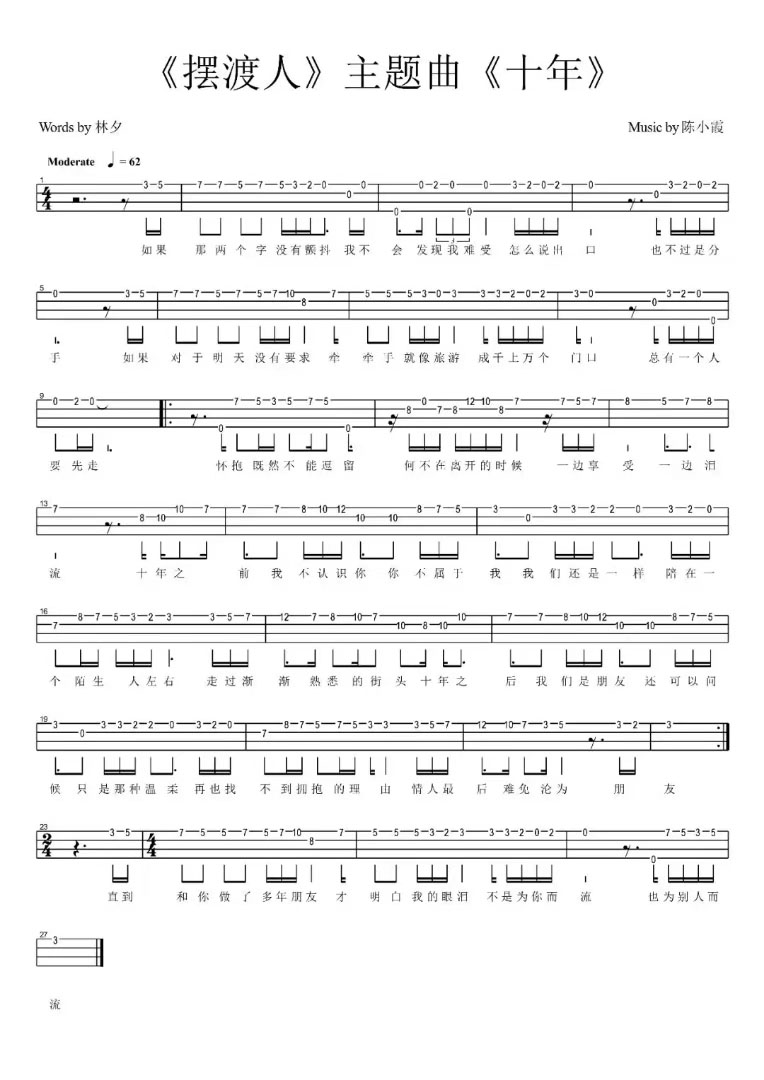 《摆渡人》主题曲《十年》
Words by 林夕
Music by 陈小霞
Moderate ♩ = 62
如果 那两个字没有颤抖 我不 会 发现我难受 怎么说出 口 也不过是分
手 如果 对于明天没有要求 牵 牵手就像旅游 成千上万个 门口 总有一个人
要先走 怀抱既然不能逗留 何不在离开的时候 一边享 受 一边泪
流 十年之 前 我 不认识你 你 不属于 我 我们还是一样 陪在一
个陌生 人左右 走过渐 渐 熟悉的街头 十年之 后 我们是朋友 还 可以问
候 只是那种温柔 再也找 不到拥抱的理由 情人最 后难免沦为 朋 友
直到 和你做了多年朋友 才 明白我的眼泪 不是为你而 流 也为别人而
流